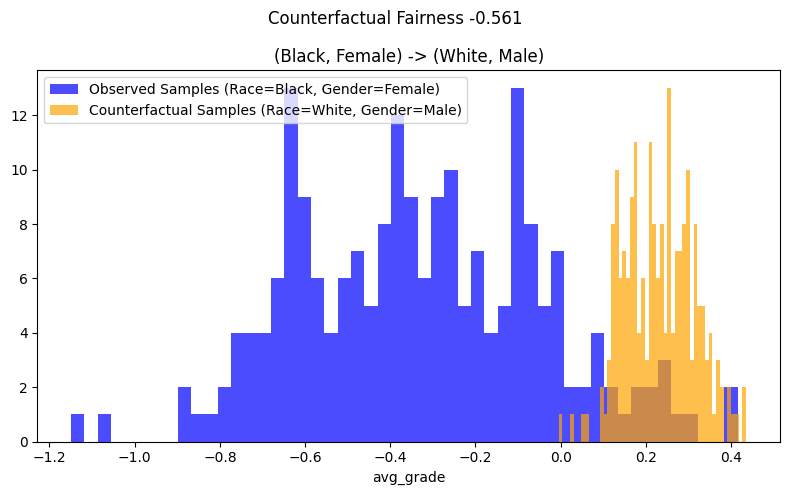 Counterfactual Fairness -0.561
(Black, Female) -> (White, Male)
Observed Samples (Race=Black, Gender=Female)
Counterfactual Samples (Race=White, Gender=Male)
12
10
8
6
4
2
0
−1.2 −1.0 −0.8 −0.6 −0.4 −0.2 0.0 0.2 0.4
avg_grade